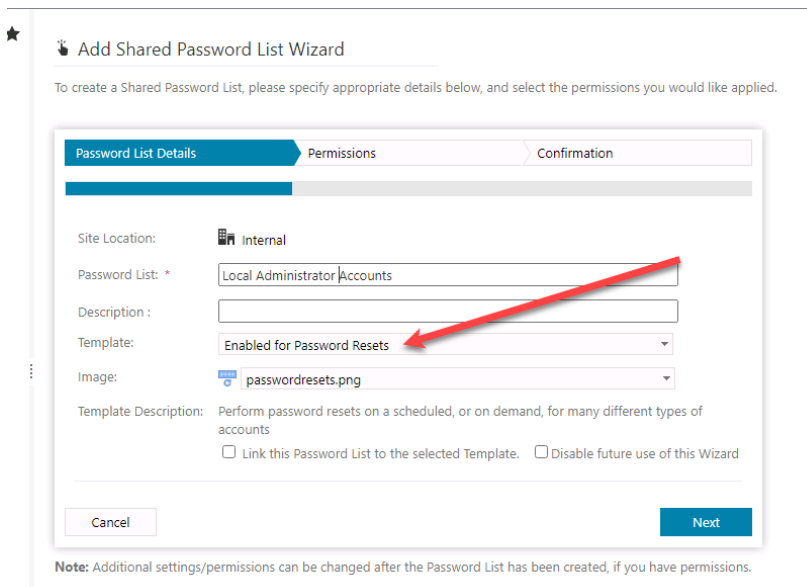 Add Shared Password List Wizard
To create a Shared Password List, please specify appropriate details below, and select the permissions you would like applied.
Password List Details
Permissions
Confirmation
Site Location:
Internal
Password List: *
Local Administrator Accounts
Description :
Template:
Enabled for Password Resets
Image:
passwordresets.png
Template Description:
Perform password resets on a scheduled, or on demand, for many different types of
accounts
Link this Password List to the selected Template.
Disable future use of this Wizard
Cancel
Next
Note: Additional settings/permissions can be changed after the Password List has been created, if you have permissions.